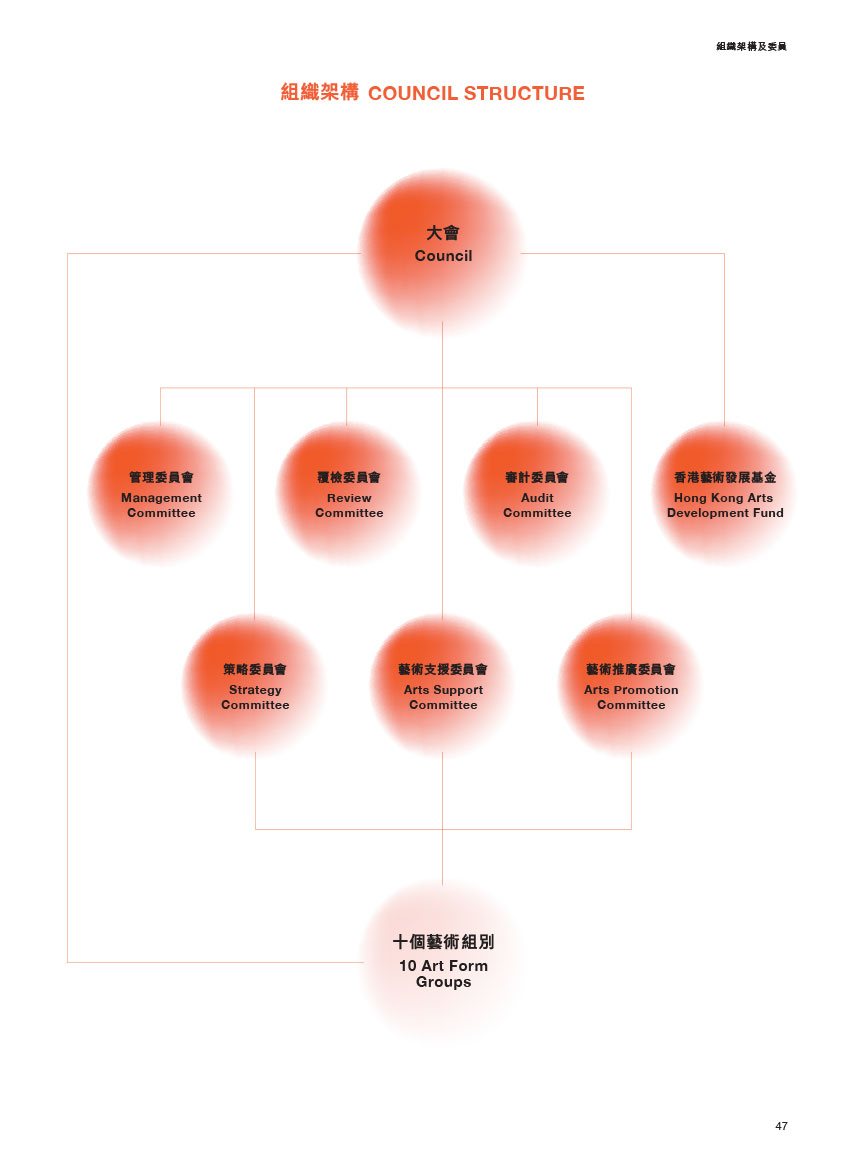 組織架構及委員
組織架構 COUNCIL STRUCTURE
大會
Council
管理委員會
Management
Committee
覆檢委員會
Review
Committee
審計委員會
Audit
Committee
香港藝術發展基金
Hong Kong Arts
Development Fund
策略委員會
Strategy
Committee
藝術支援委員會
Arts Support
Committee
藝術推廣委員會
Arts Promotion
Committee
十個藝術組別
10 Art Form
Groups
47